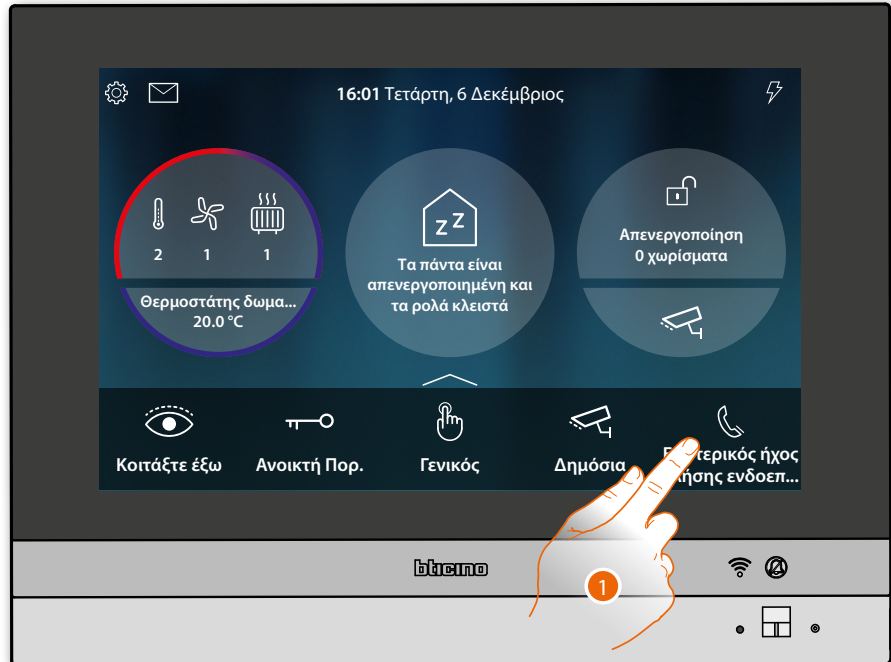 16:01 Τετάρτη, 6 Δεκέμβριος
2 1 1
Θερμοστάτης δωμα...
20.0 °C
Τα πάντα είναι
απενεργοποιημένη και
τα ρολά κλειστά
Απενεργοποίηση
0 χωρίσματα
Κοιτάξτε έξω
Ανοικτή Πορ.
Γενικός
Δημόσια
ήχος
ενδοεπ...
bticino
1